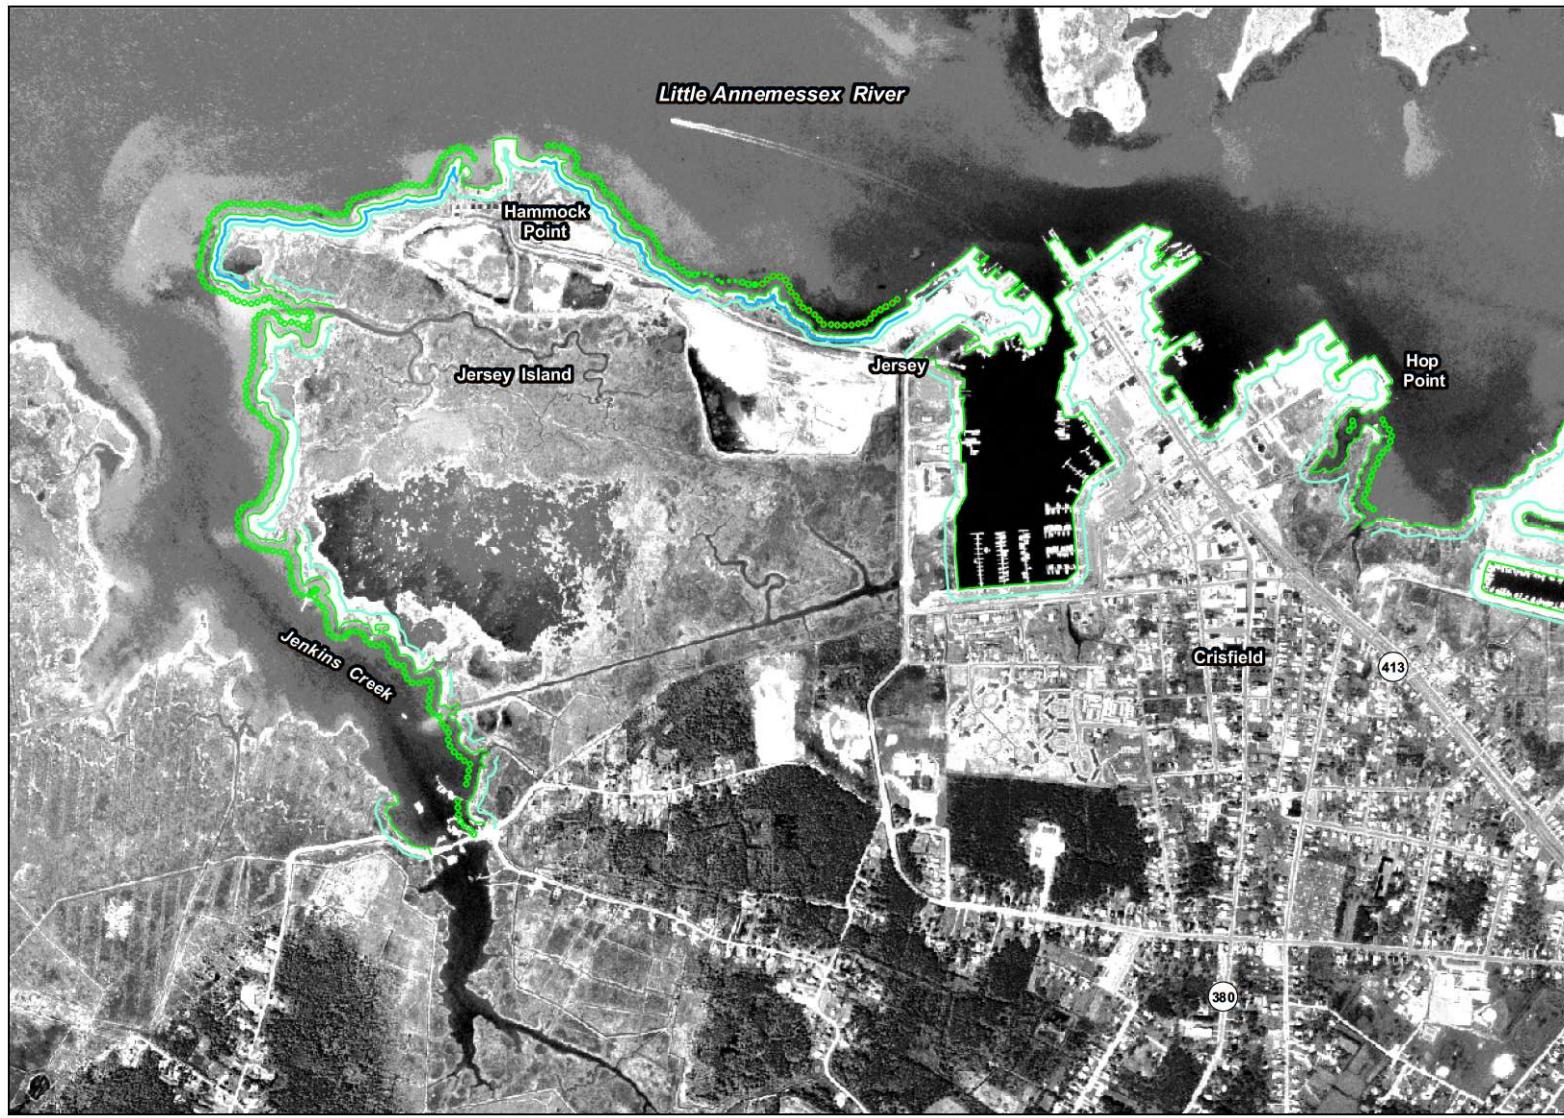 Little Annemessex River
Hammock
Point
Jersey Island
Jersey
Hop
Point
Jenkins Creek
Crisfield
413
380